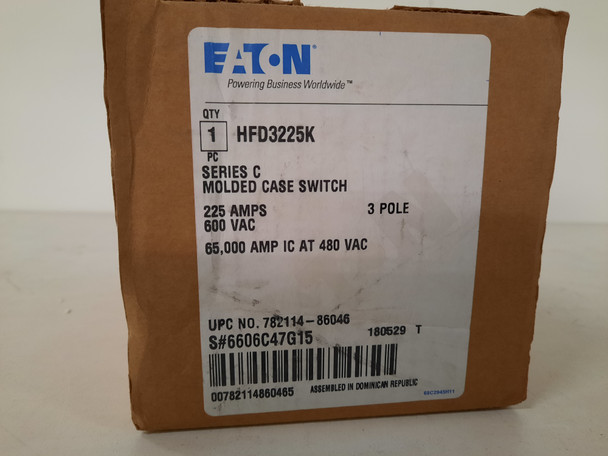 EATON
Powering Business Worldwide™
QTY
1 HFD3225K
PC
SERIES C
MOLDED CASE SWITCH
225 AMPS 3 POLE
600 VAC
65,000 AMP IC AT 480 VAC
UPC NO. 782114-86046
180529 T
S#6606C47G15
00782114860465
ASSEMBLED IN DOMINICAN REPUBLIC